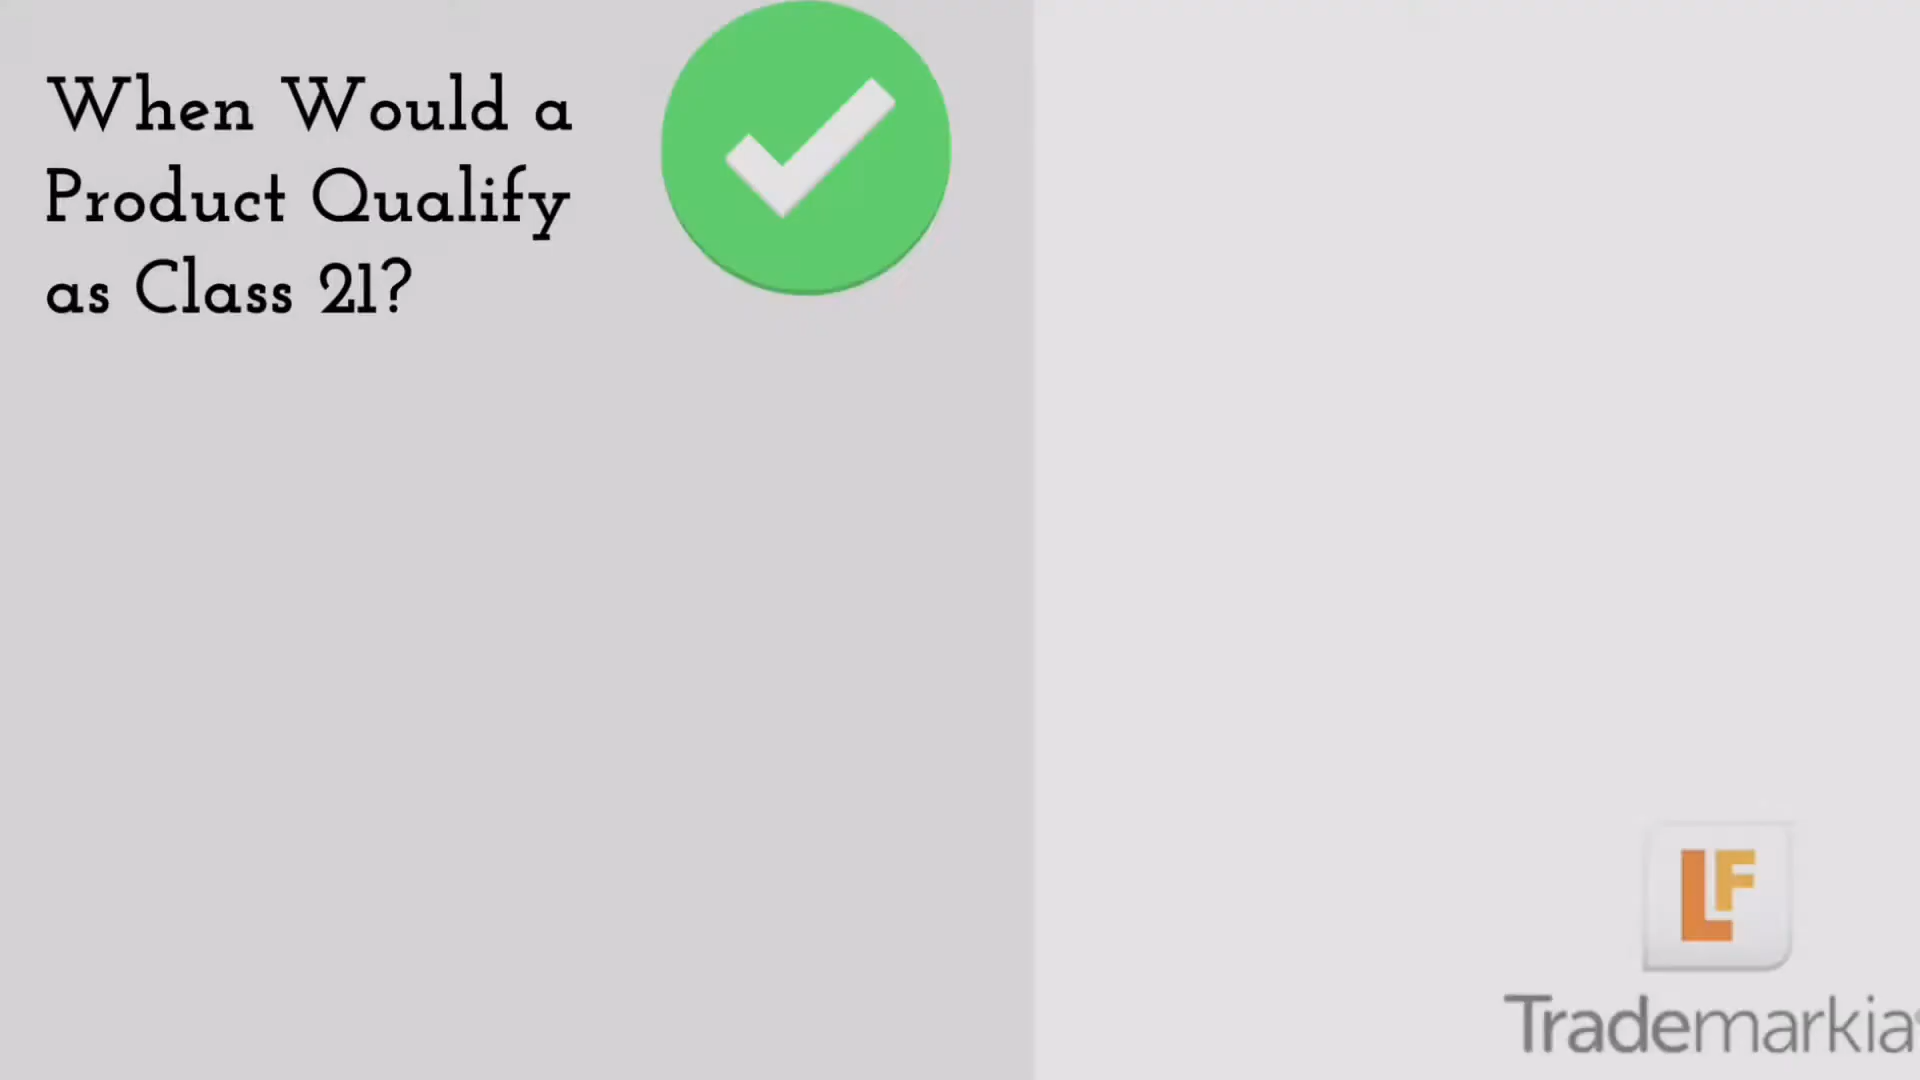 When Would a
Product Qualify
as Class 21?
LF
Trademarkia